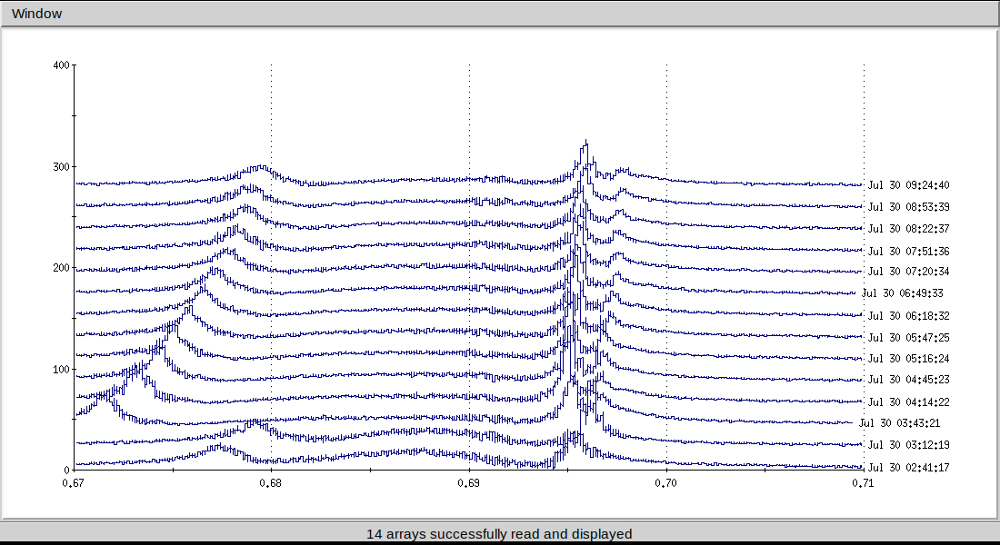 Window
400
300
200
100
0
0.67
0.68
0.69
0.70
0.71
Jul 30 09:24:40
Jul 30 08:53:39
Jul 30 08:22:37
Jul 30 07:51:36
Jul 30 07:20:34
Jul 30 06:49:33
Jul 30 06:18:32
Jul 30 05:47:25
Jul 30 05:16:24
Jul 30 04:45:23
Jul 30 04:14:22
Jul 30 03:43:21
Jul 30 03:12:19
Jul 30 02:41:17
14 arrays successfully read and displayed